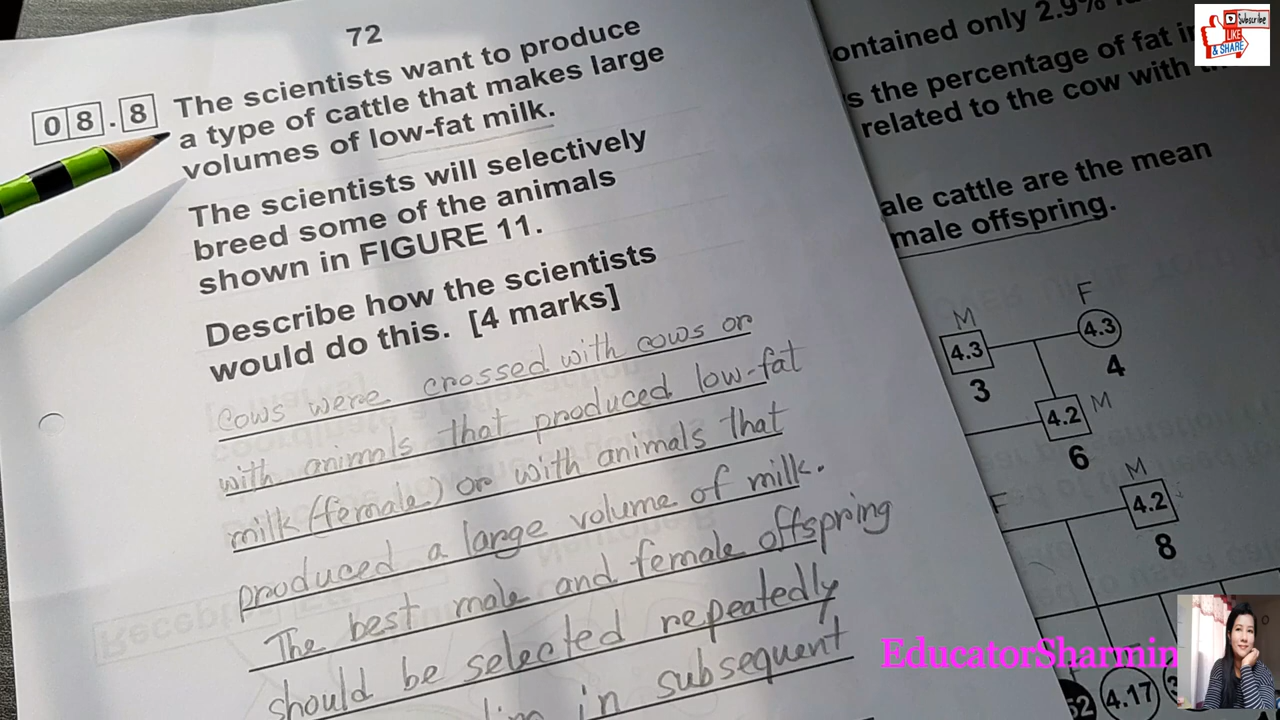 72
08.8 The scientists want to produce
a type of cattle that makes large
volumes of low-fat milk.
The scientists will selectively
breed some of the animals
shown in FIGURE 11.
Describe how the scientists
would do this. [4 marks]
cows were crossed with cows or
with animals that produced low-fat
milk (female) or with animals that
produced a large volume of milk.
The best male and female offspring
should be selected repeatedly
in subsequent
ontained only 2.9%
s the percentage of fat in
related to the cow with
ale cattle are the mean
male offspring.
M
F
4.3
4.3
3
4
4.2
M
6
M
F
4.2
8
4.17
Subscribe
LIKE
& SHARE
EducatorSharmin